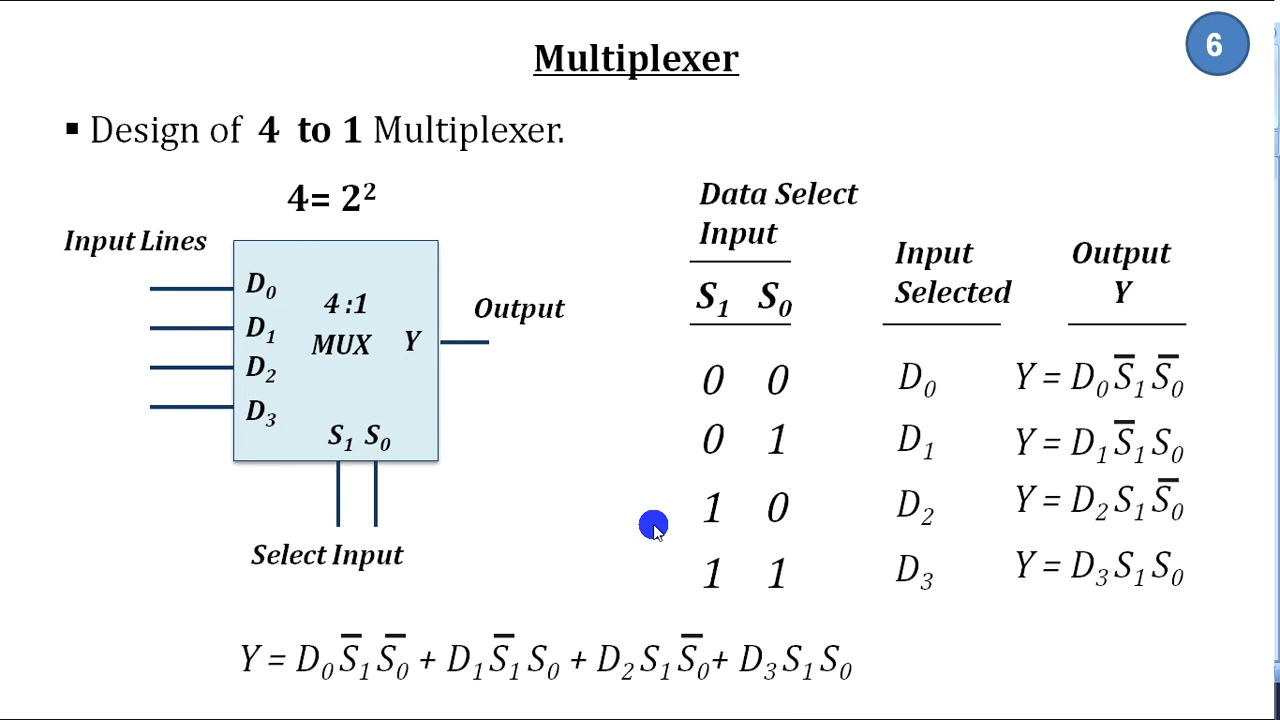 6
Multiplexer
▪ Design of 4 to 1 Multiplexer.
4= 2²
Input Lines
D₀
D₁
D₂
D₃
4 :1
MUX
Y
S₁ S₀
Output
Select Input
Data Select
Input
S₁ S₀
Input
Selected
Output
Y
0 0 D₀ Y = D₀ S̅₁ S̅₀
0 1 D₁ Y = D₁ S̅₁ S₀
1 0 D₂ Y = D₂ S₁ S̅₀
1 1 D₃ Y = D₃ S₁ S₀
Y = D₀ S̅₁ S̅₀ + D₁ S̅₁ S₀ + D₂ S₁ S̅₀+ D₃ S₁ S₀